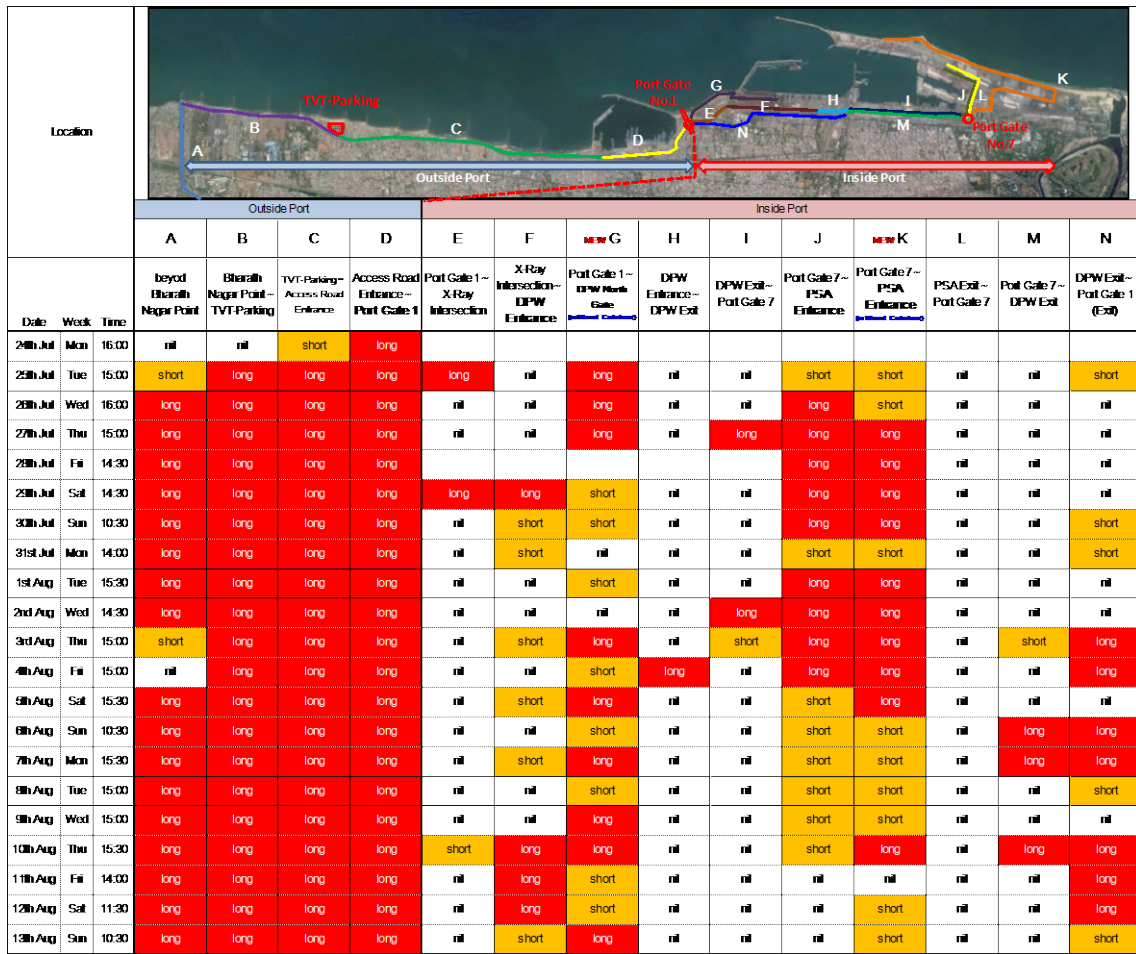 Location
TVT-Parking
Port Gate
No.1
G
K
B
C
E
F
H
I
J
L
D
N
M
Port Gate
No.7
A
Outside Port
Inside Port
Outside Port Inside Port
A B C D E F NEW G H I J NEW K L M N
Date Week Time
beyod Bharath Nagar Point
Bharath Nagar Point~ TVT-Parking
TVT-Parking~ Access Road Entrance
Access Road Entrance~ Port Gate 1
Port Gate 1~ X-Ray Intersection
X-Ray Intersection~ DPW Entrance
Port Gate 1~ DPW North Gate
DPW Entrance~ DPW Exit
DPW Exit~ Port Gate 7
Port Gate 7~ PSA Entrance
Port Gate 7~ PSA Entrance
PSA Exit~ Port Gate 7
Port Gate 7~ DPW Exit
DPW Exit~ Port Gate 1 (Exit)
24th Jul Mon 16:00 nil nil short long
25th Jul Tue 15:00 short long long long long nil long nil nil short short nil nil short
26th Jul Wed 16:00 long long long long nil nil long nil nil long short nil nil nil
27th Jul Thu 15:00 long long long long nil nil long nil long long long nil nil nil
28th Jul Fri 14:30 long long long long long long nil nil nil
29th Jul Sat 14:30 long long long long long long short nil nil long long nil nil nil
30th Jul Sun 10:30 long long long long nil short short nil nil long long nil nil short
31st Jul Mon 14:00 long long long long nil short nil nil nil short short nil nil short
1st Aug Tue 15:30 long long long long nil nil short nil nil long long nil nil nil
2nd Aug Wed 14:30 long long long long nil nil nil nil long long long nil nil nil
3rd Aug Thu 15:00 short long long long nil short long nil short long long nil short long
4th Aug Fri 15:00 nil long long long nil nil short long nil long long nil nil long
5th Aug Sat 15:30 long long long long nil short long nil nil short long nil nil nil
6th Aug Sun 10:30 long long long long nil nil short nil nil short short nil long long
7th Aug Mon 15:30 long long long long nil short long nil nil short short nil long long
8th Aug Tue 15:00 long long long long nil nil short nil nil short short nil nil short
9th Aug Wed 15:00 long long long long nil nil long nil nil short short nil nil nil
10th Aug Thu 15:30 long long long long short long long nil nil short long nil long long
11th Aug Fri 14:00 long long long long nil long short nil nil nil nil nil nil long
12th Aug Sat 11:30 long long long long nil long short nil nil nil short nil nil long
13th Aug Sun 10:30 long long long long nil short long nil nil nil short nil nil short